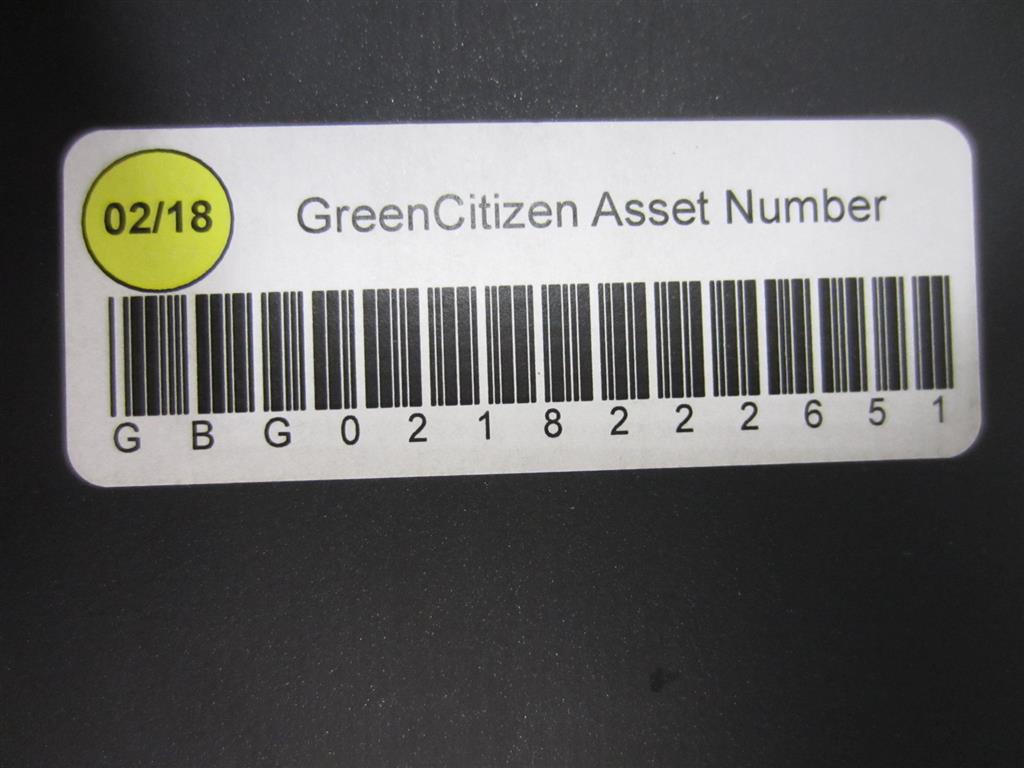 02/18
GreenCitizen Asset Number
G B G 0 2 1 8 2 2 2 6 5 1